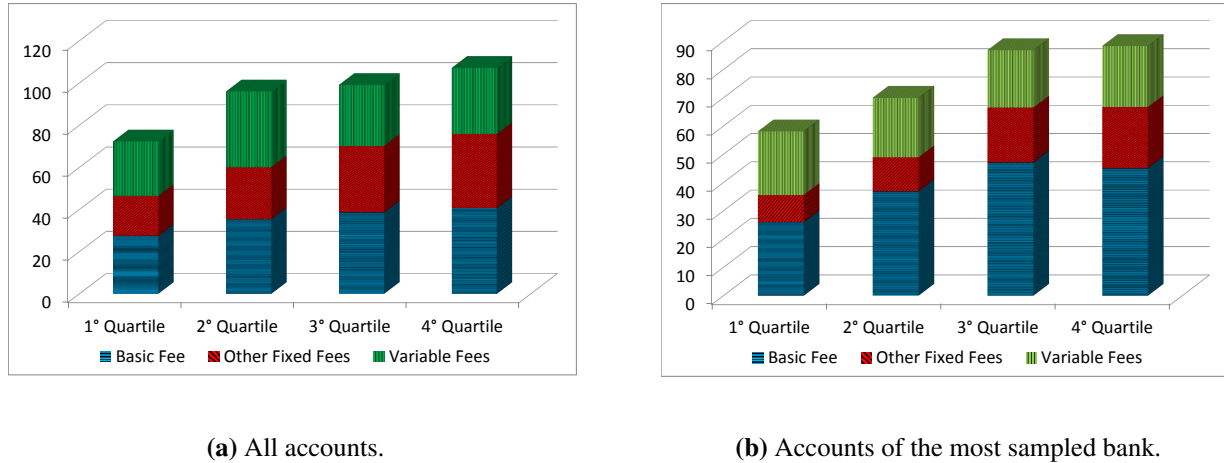 120
100
80
60
40
20
0
1° Quartile 2° Quartile 3° Quartile 4° Quartile
Basic Fee Other Fixed Fees Variable Fees
(a) All accounts.
90
80
70
60
50
40
30
20
10
0
1° Quartile 2° Quartile 3° Quartile 4° Quartile
Basic Fee Other Fixed Fees Variable Fees
(b) Accounts of the most sampled bank.